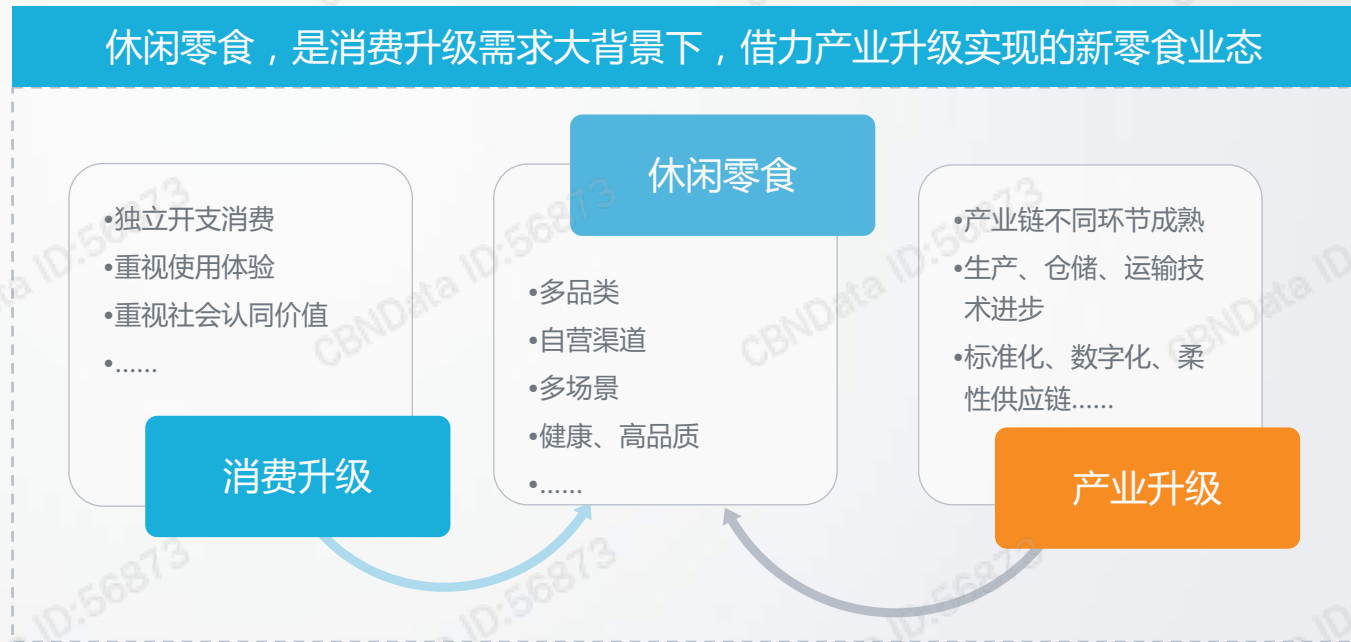 休闲零食，是消费升级需求大背景下，借力产业升级实现的新零食业态
•独立开支消费
•重视使用体验
•重视社会认同价值
•……
消费升级
休闲零食
•多品类
•自营渠道
•多场景
•健康、高品质
•……
•产业链不同环节成熟
•生产、仓储、运输技
术进步
•标准化、数字化、柔
性供应链……
产业升级
CBNData ID:56873
CBNData ID:56873
CBNData ID